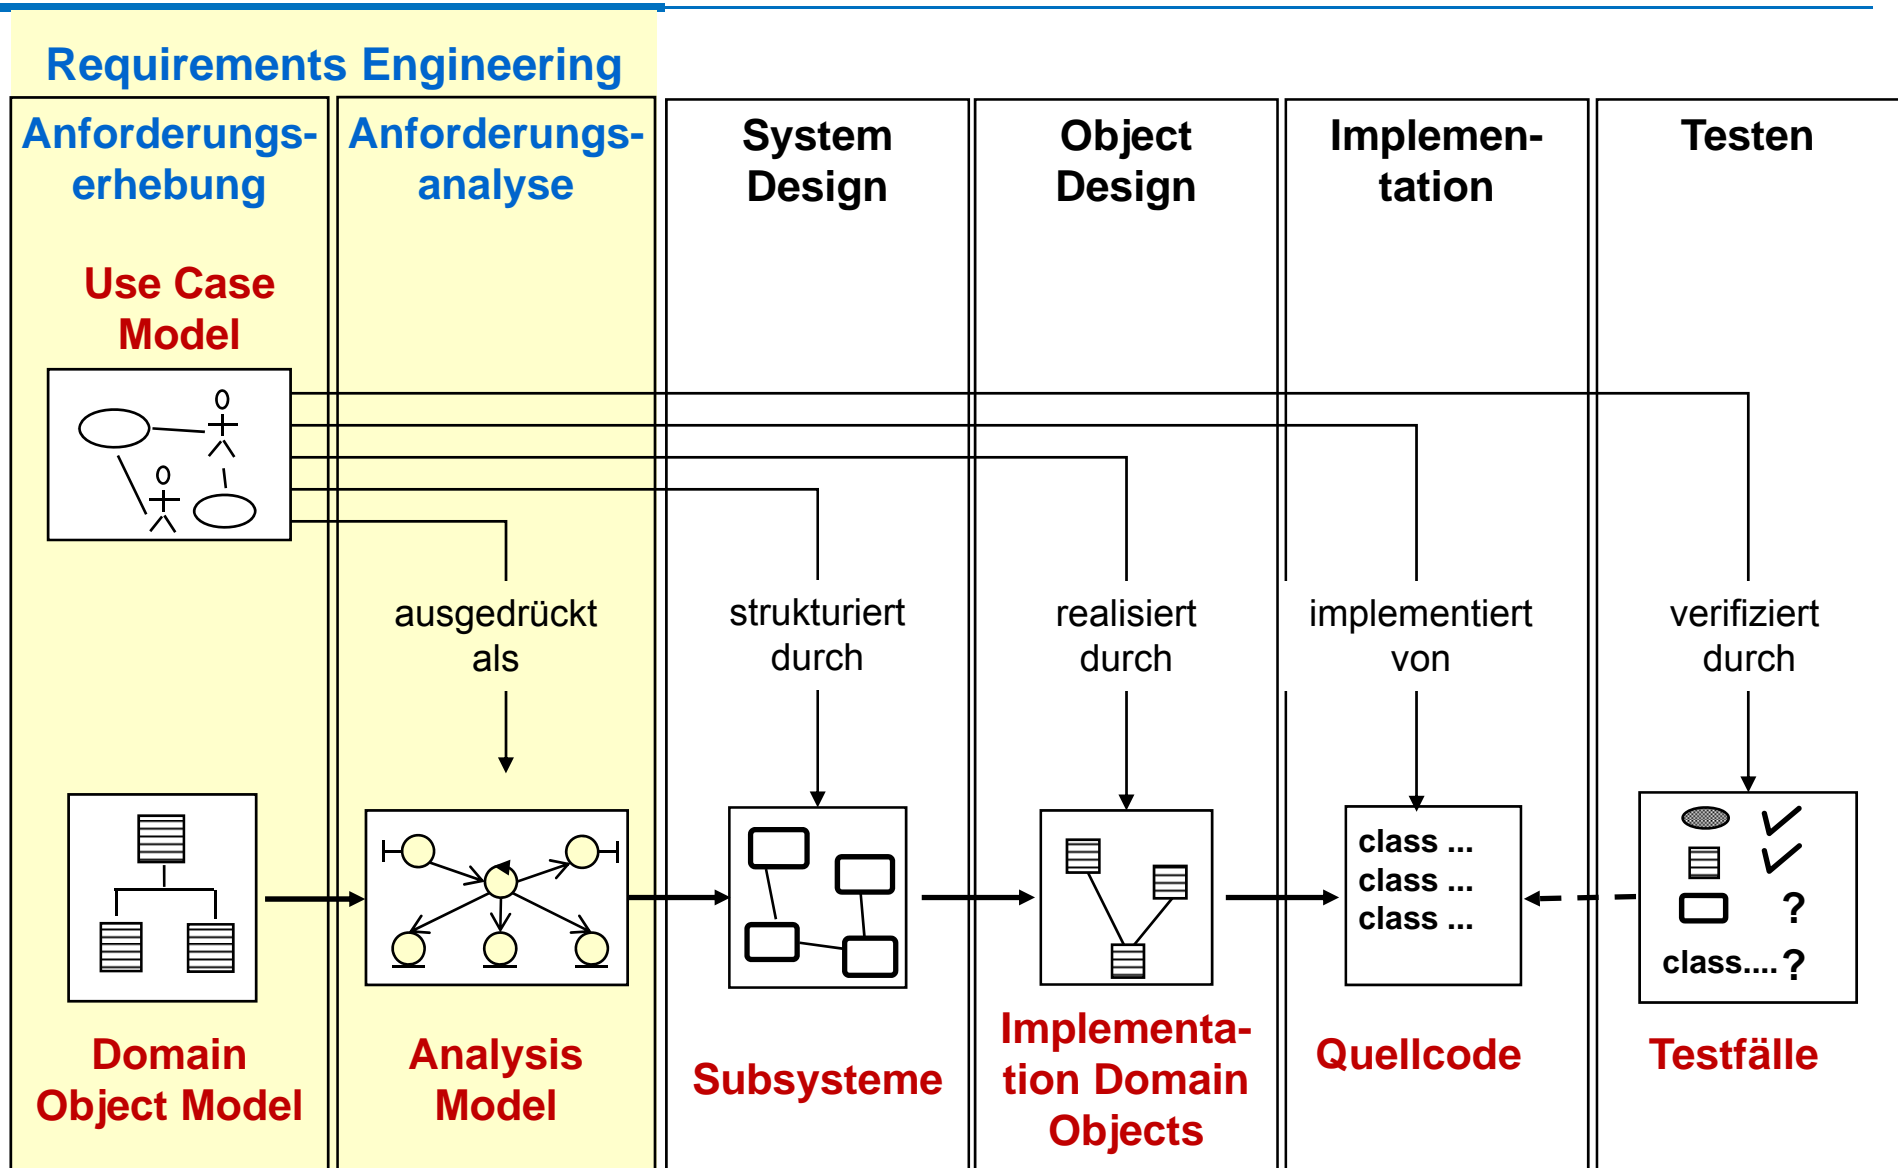 Requirements Engineering
Anforderungs-
erhebung
Anforderungs-
analyse
System
Design
Object
Design
Implemen-
tation
Testen
Use Case
Model
ausgedrückt
als
strukturiert
durch
realisiert
durch
implementiert
von
verifiziert
durch
class ...
class ...
class ...
?
class....?
Domain
Object Model
Analysis
Model
Subsysteme
Implementa-
tion Domain
Objects
Quellcode
Testfälle